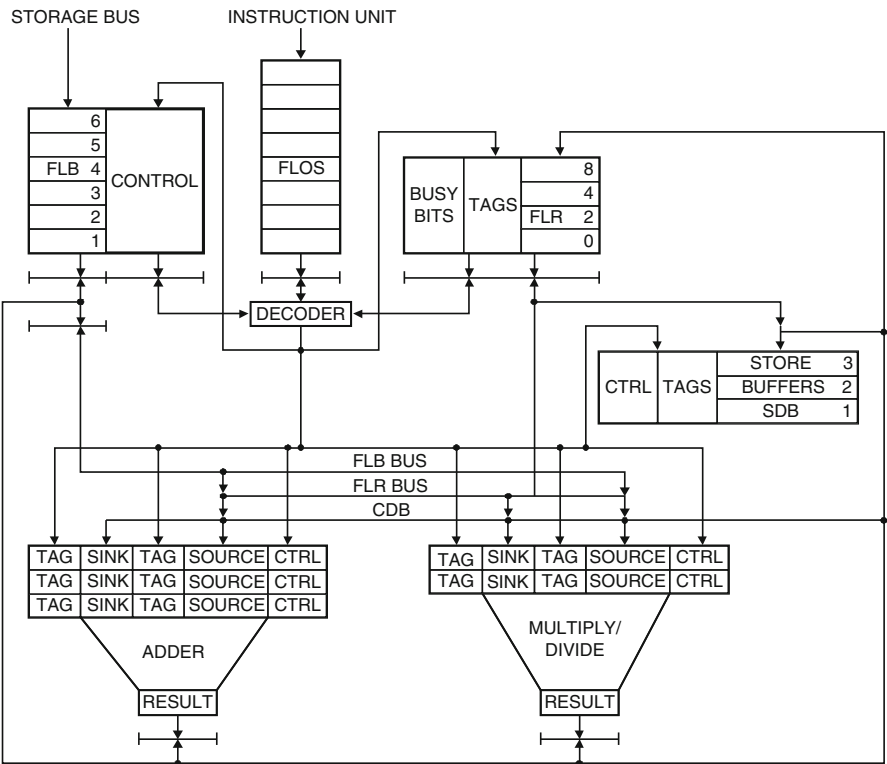 STORAGE BUS
INSTRUCTION UNIT
6
5
FLB 4
3
2
1
CONTROL
FLOS
BUSY
BITS
TAGS
8
4
FLR 2
0
DECODER
CTRL
TAGS
STORE 3
BUFFERS 2
SDB 1
FLB BUS
FLR BUS
CDB
TAG SINK TAG SOURCE CTRL
TAG SINK TAG SOURCE CTRL
TAG SINK TAG SOURCE CTRL
ADDER
RESULT
TAG SINK TAG SOURCE CTRL
TAG SINK TAG SOURCE CTRL
MULTIPLY/
DIVIDE
RESULT